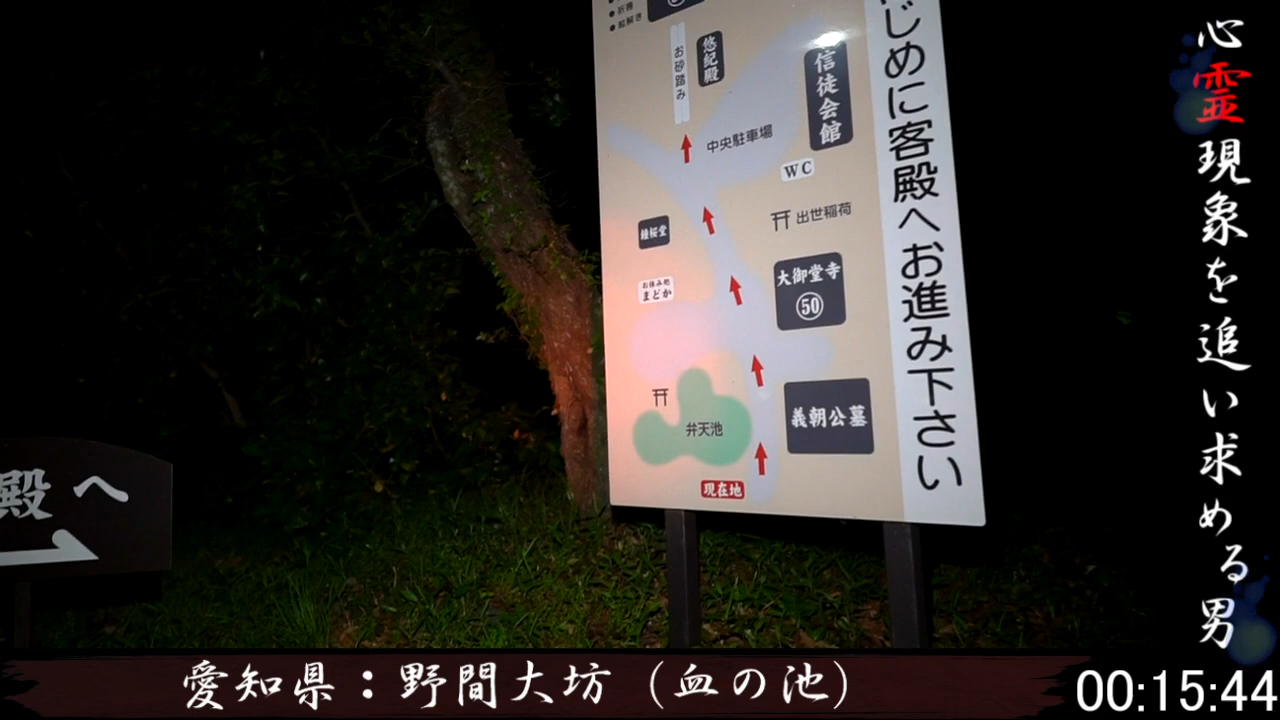 心霊現象を追い求める男
じめに客殿へお進み下さい
祈祷
お砂踏み
悠紀殿
信徒会館
中央駐車場
WC
出世稲荷
鐘桜堂
お休み処
まどか
大御堂寺
50
義朝公墓
弁天池
現在地
殿へ
愛知県：野間大坊（血の池）
00:15:44